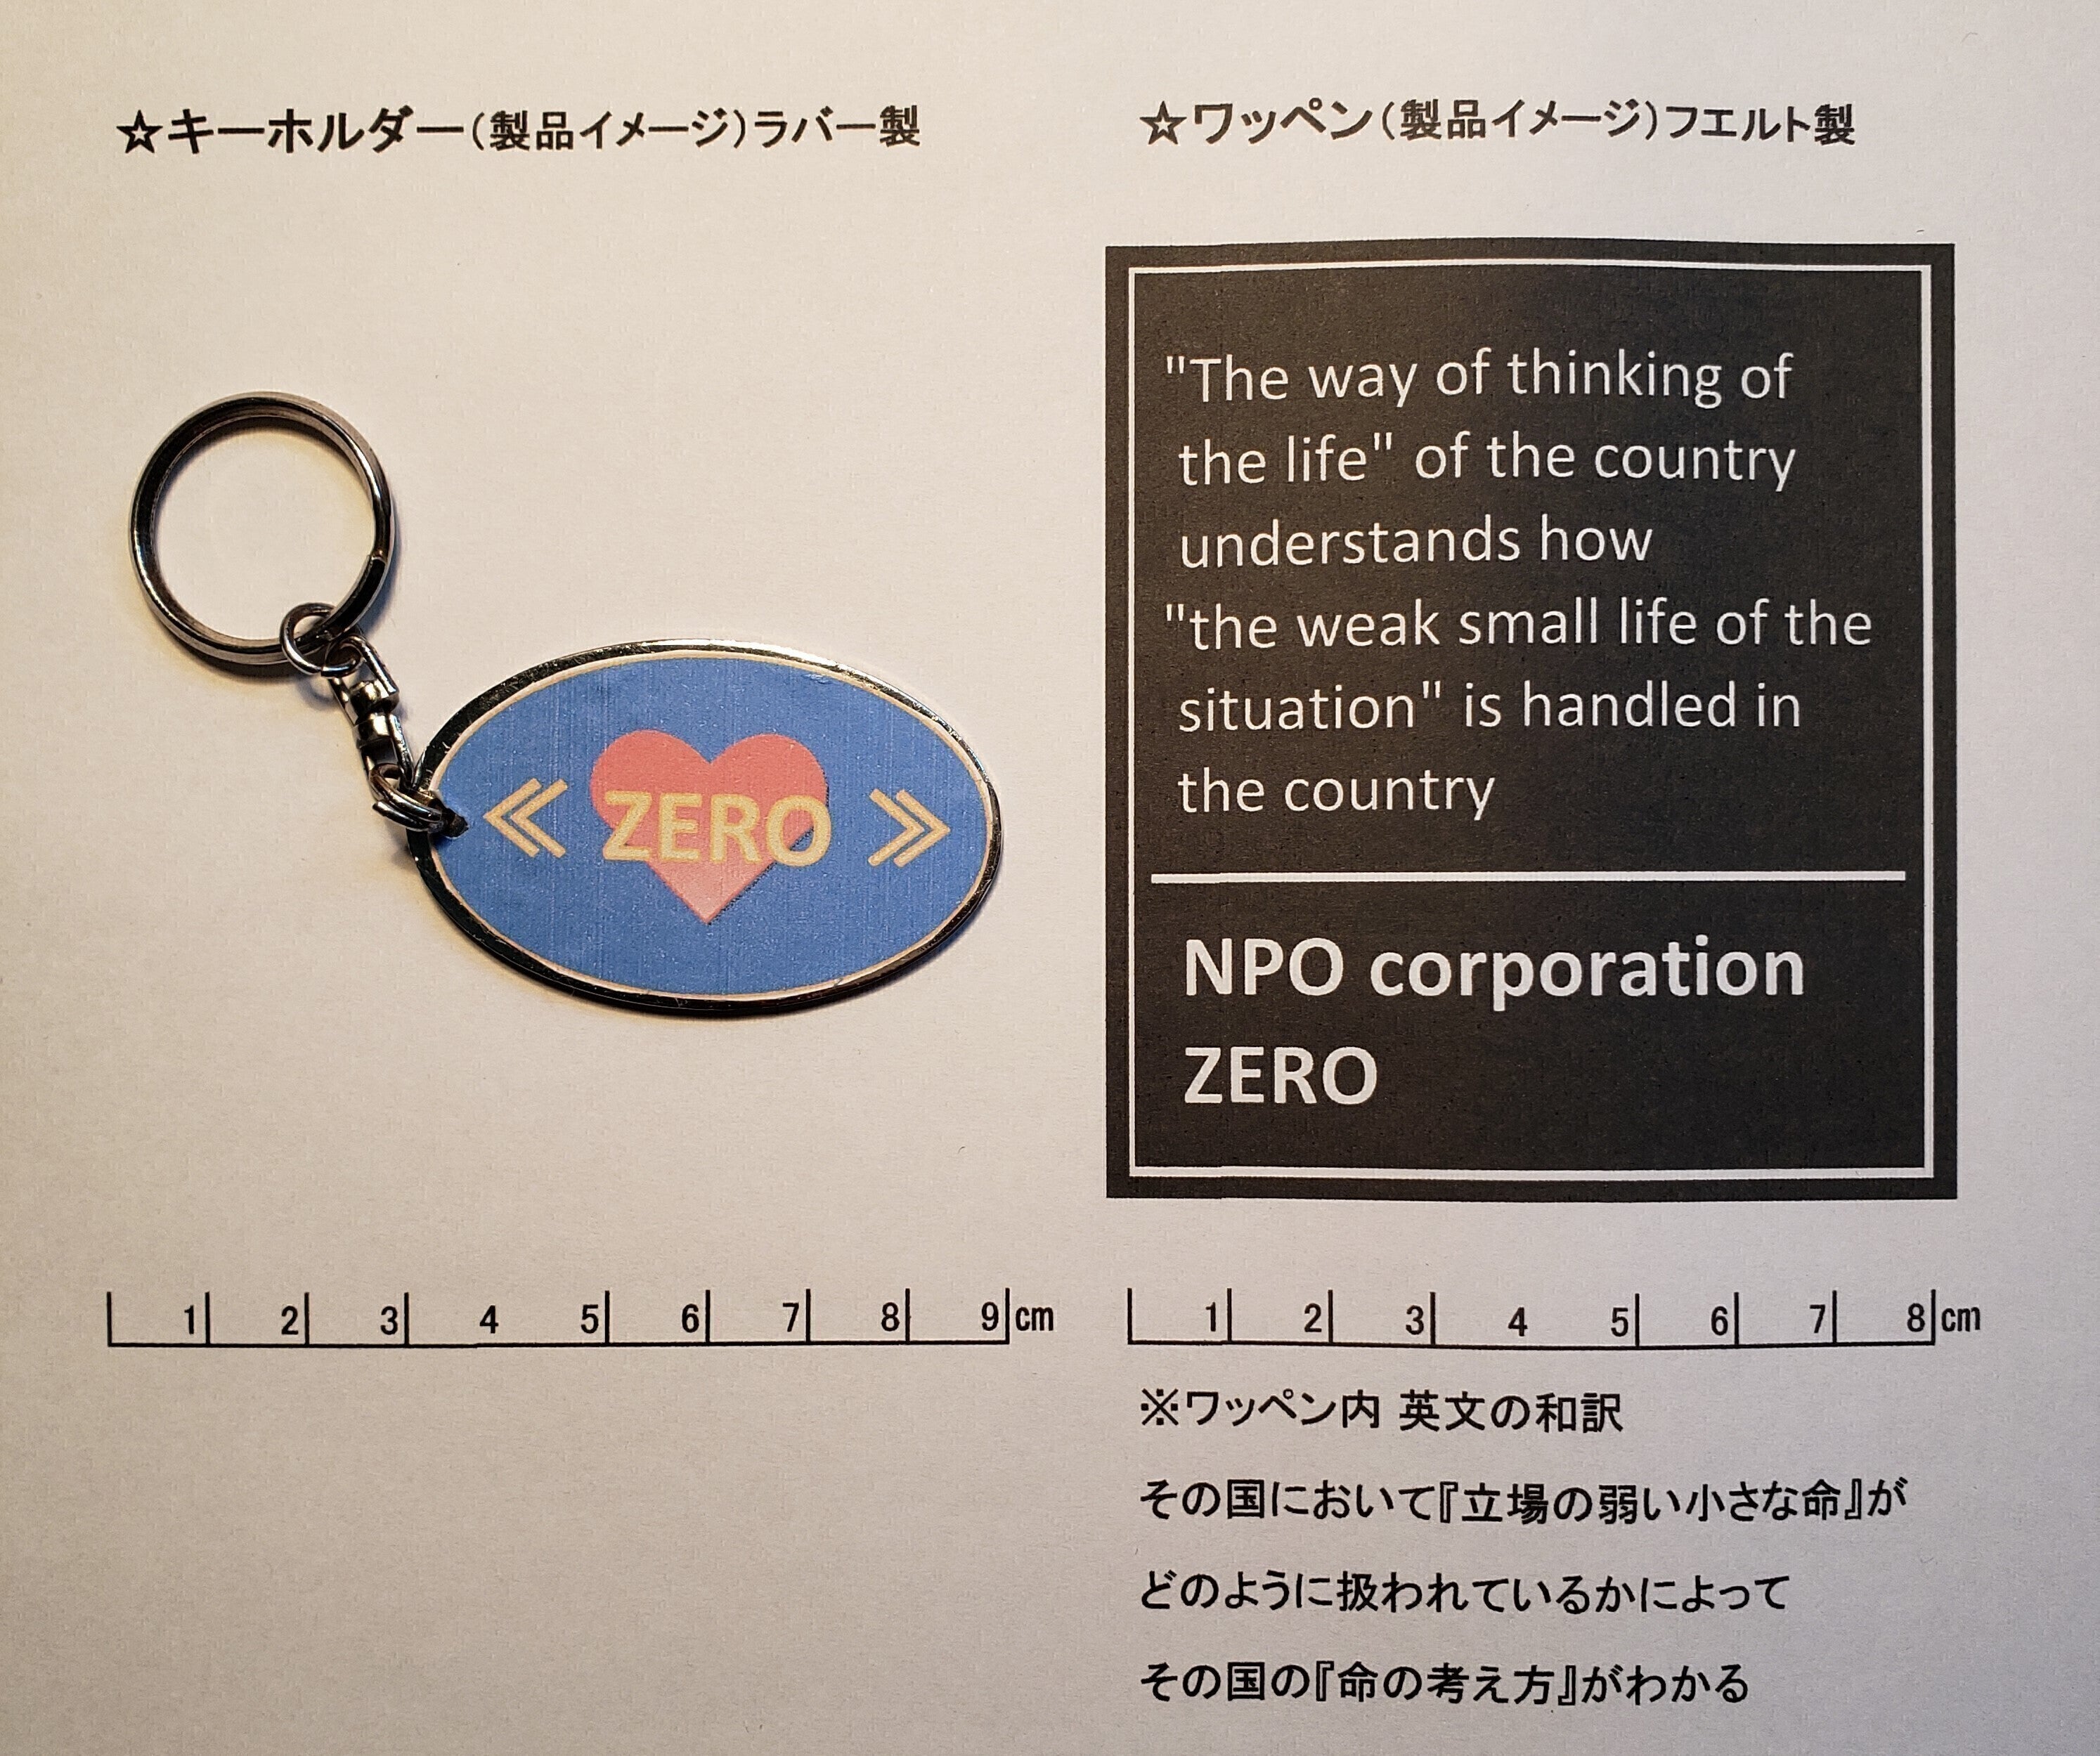 ☆キーホルダー(製品イメージ)ラバー製
« ZERO »
1 2 3 4 5 6 7 8 9 cm
☆ワッペン(製品イメージ)フエルト製
"The way of thinking of
the life" of the country
understands how
"the weak small life of the
situation" is handled in
the country
NPO corporation
ZERO
1 2 3 4 5 6 7 8 cm
※ワッペン内 英文の和訳
その国において『立場の弱い小さな命』が
どのように扱われているかによって
その国の『命の考え方』がわかる